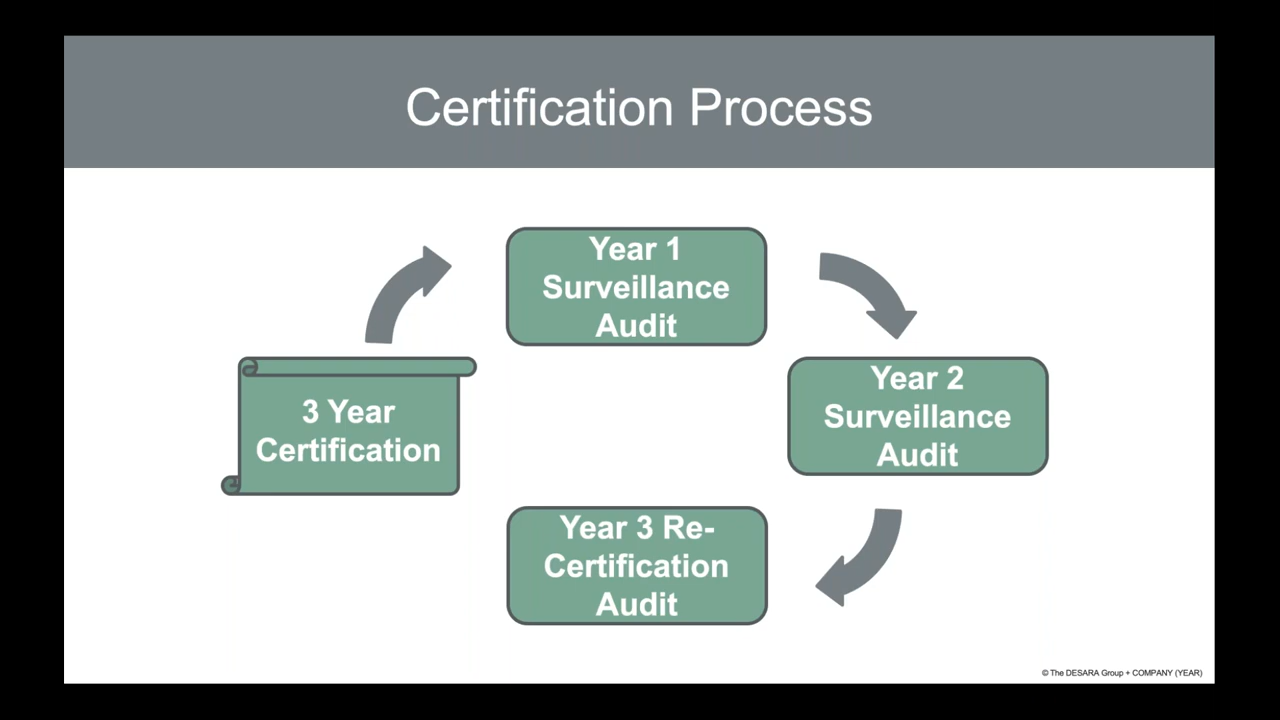 Certification Process
Year 1
Surveillance
Audit
3 Year
Certification
Year 2
Surveillance
Audit
Year 3 Re-
Certification
Audit
© The DESARA Group + COMPANY (YEAR)